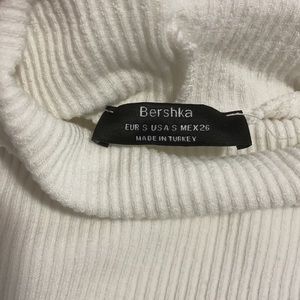 Bershka
EUR S USA S MEX 26
MADE IN TURKEY